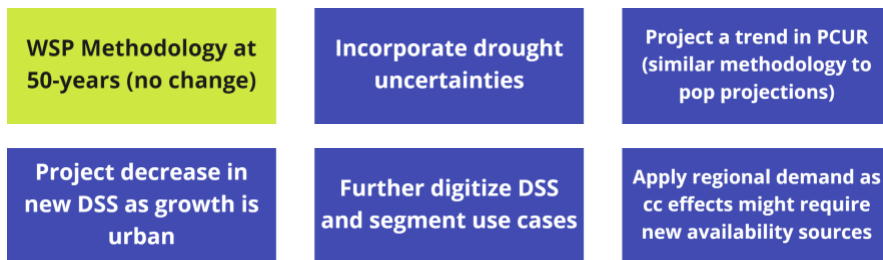 WSP Methodology at
50-years (no change)
Incorporate drought
uncertainties
Project a trend in PCUR
(similar methodology to
pop projections)
Project decrease in
new DSS as growth is
urban
Further digitize DSS
and segment use cases
Apply regional demand as
cc effects might require
new availability sources